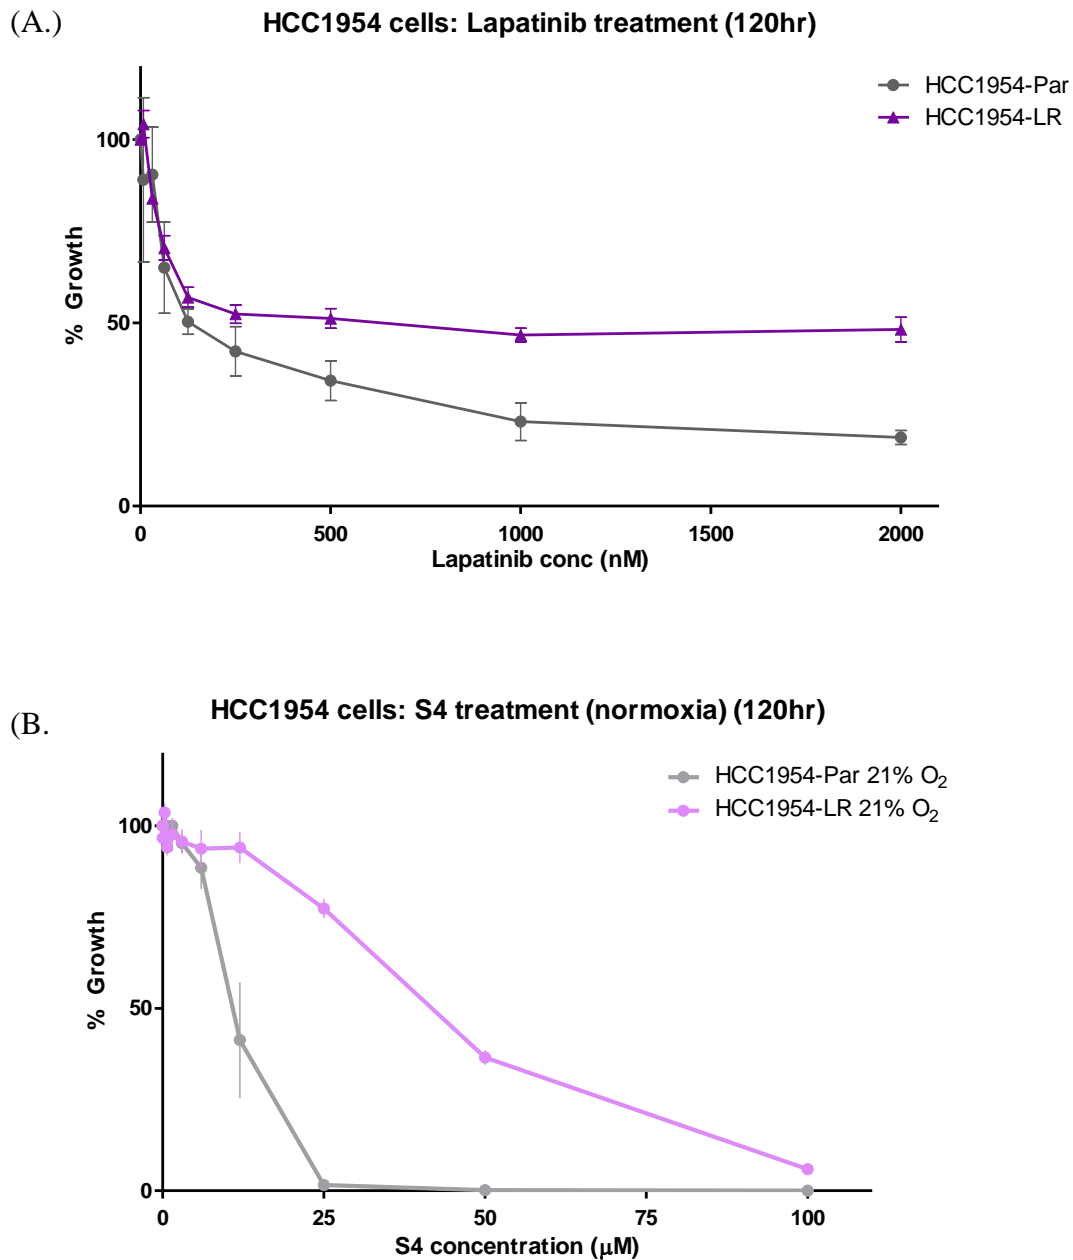 (A.)
HCC1954 cells: Lapatinib treatment (120hr)
HCC1954-Par
HCC1954-LR
100
50
0
% Growth
0 500 1000 1500 2000
Lapatinib conc (nM)
(B.
HCC1954 cells: S4 treatment (normoxia) (120hr)
HCC1954-Par 21% O₂
HCC1954-LR 21% O₂
100
50
0
% Growth
0 25 50 75 100
S4 concentration (μM)